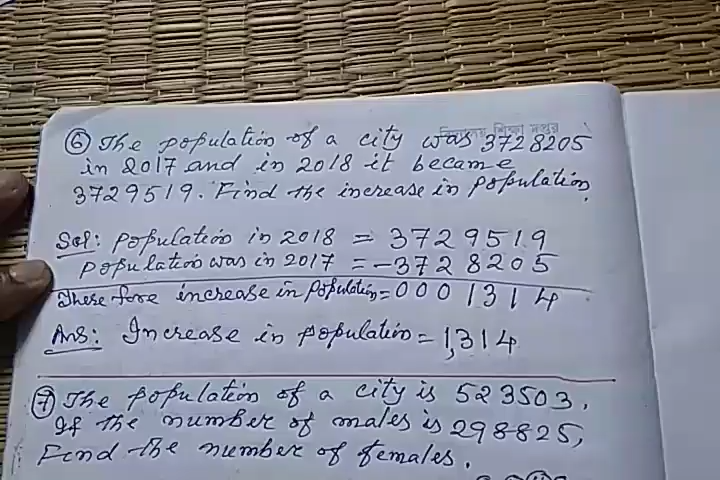 ⑥ The population of a city was 3728205
in 2017 and in 2018 it became
3729519. Find the increase in population.
Sol: population in 2018 = 3729519
population was in 2017 = -3728205
Therefore increase in population = 0001314
Ans: Increase in population = 1,314
⑦ The population of a city is 523503.
If the number of males is 298825,
Find the number of females.